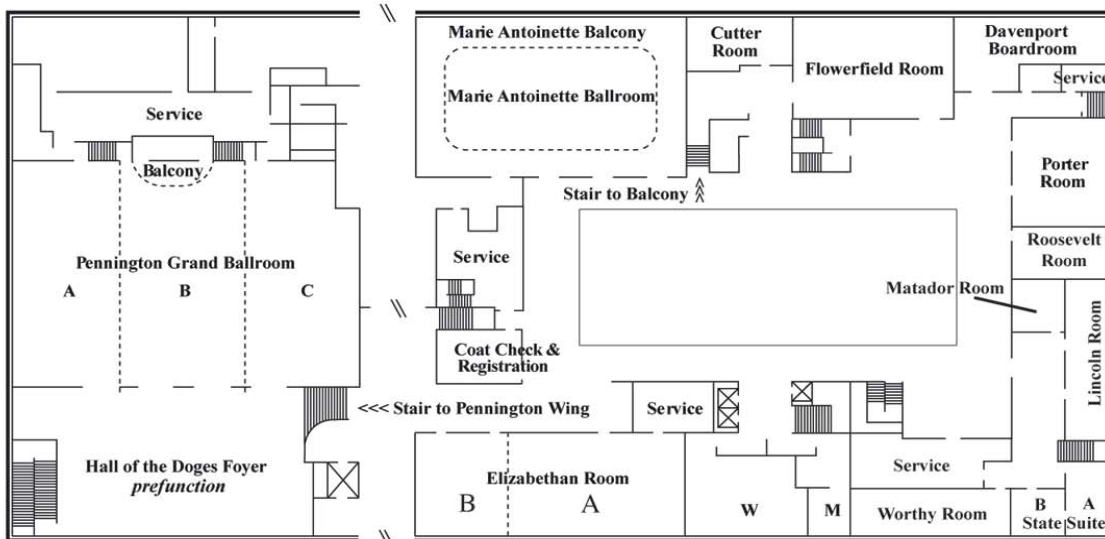 Marie Antoinette Balcony
Marie Antoinette Ballroom
Cutter
Room
Flowerfield Room
Davenport
Boardroom
Service
Service
Balcony
Porter
Room
Stair to Balcony
Pennington Grand Ballroom
A
B
C
Service
Roosevelt
Room
Matador Room
Lincoln Room
Coat Check &
Registration
<<< Stair to Pennington Wing
Service
Hall of the Doges Foyer
prefunction
Elizabethan Room
B
A
W
M
Service
Worthy Room
B
A
State
Suite